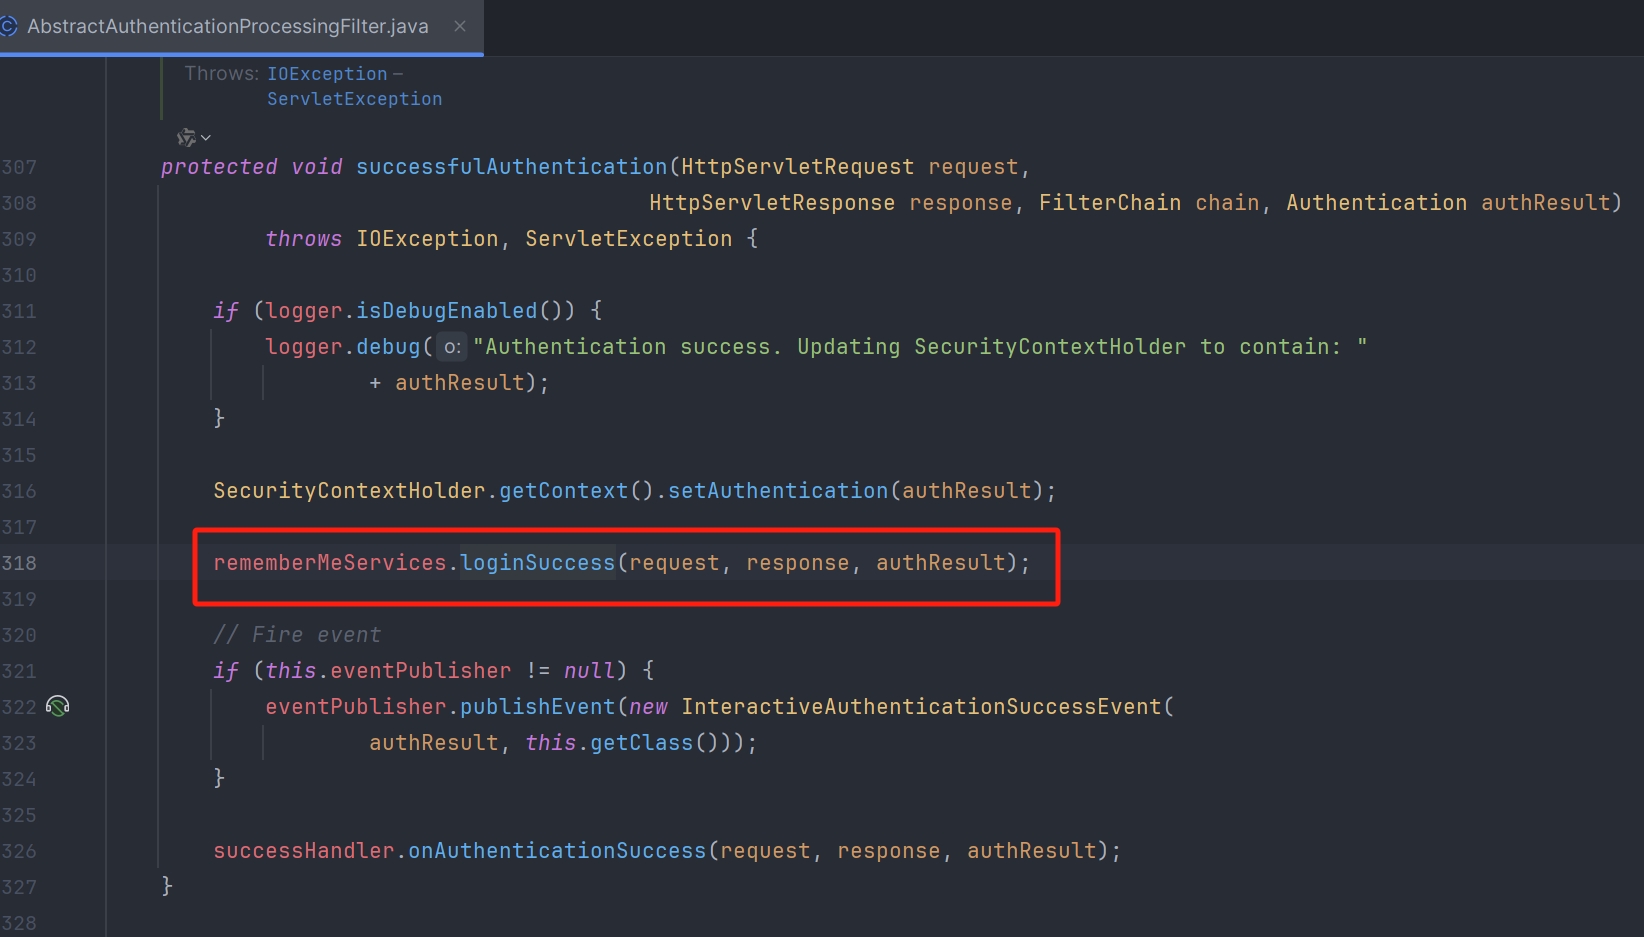 AbstractAuthenticationProcessingFilter.java
Throws: IOException –
ServletException
307 protected void successfulAuthentication(HttpServletRequest request,
308 HttpServletResponse response, FilterChain chain, Authentication authResult)
309 throws IOException, ServletException {
310
311 if (logger.isDebugEnabled()) {
312 logger.debug( o: "Authentication success. Updating SecurityContextHolder to contain: "
313 + authResult);
314 }
315
316 SecurityContextHolder.getContext().setAuthentication(authResult);
317
318 rememberMeServices.loginSuccess(request, response, authResult);
319
320 // Fire event
321 if (this.eventPublisher != null) {
322 eventPublisher.publishEvent(new InteractiveAuthenticationSuccessEvent(
323 authResult, this.getClass()));
324 }
325
326 successHandler.onAuthenticationSuccess(request, response, authResult);
327 }
328